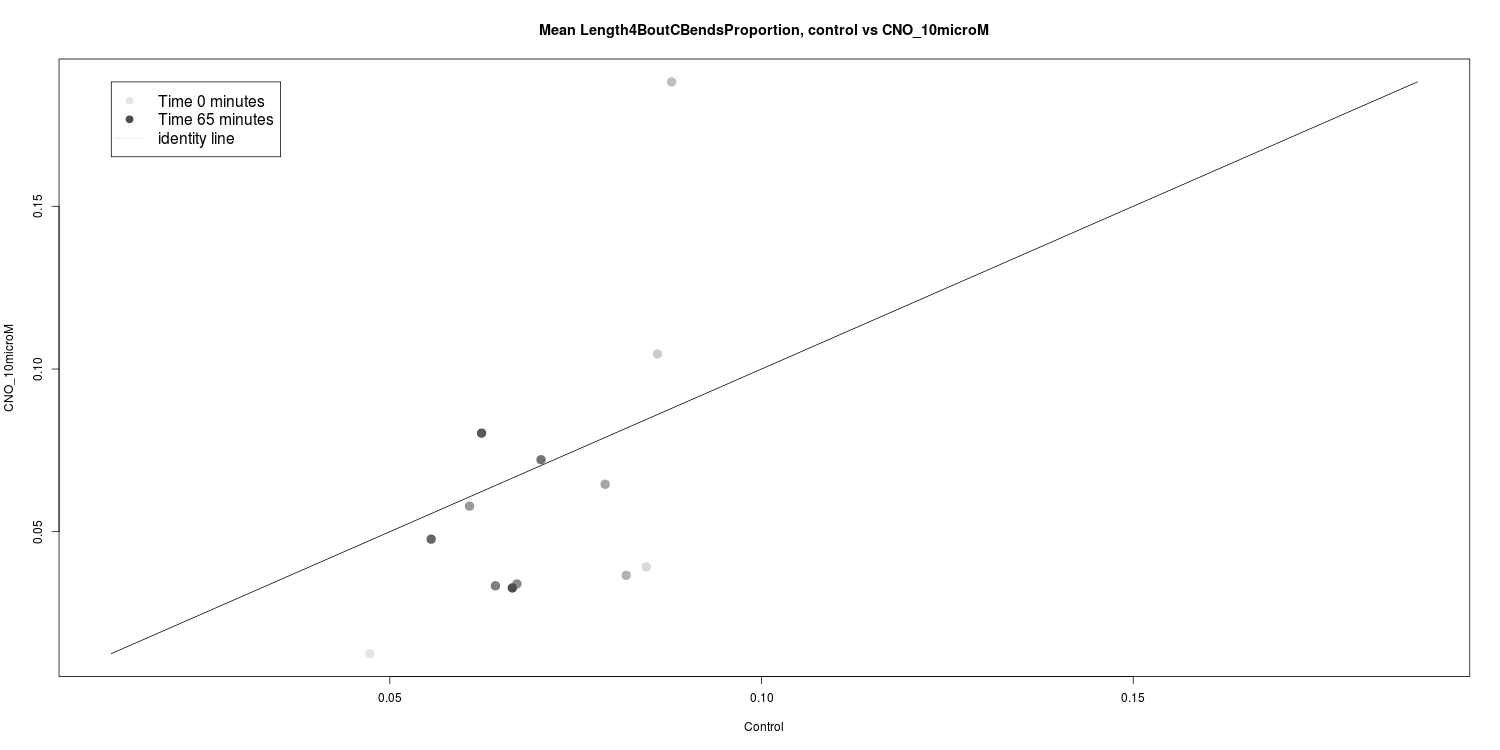 Mean Length4BoutCBendsProportion, control vs CNO_10microM
Time 0 minutes
Time 65 minutes
identity line
CNO_10microM
0.15
0.10
0.05
0.05
0.10
0.15
Control